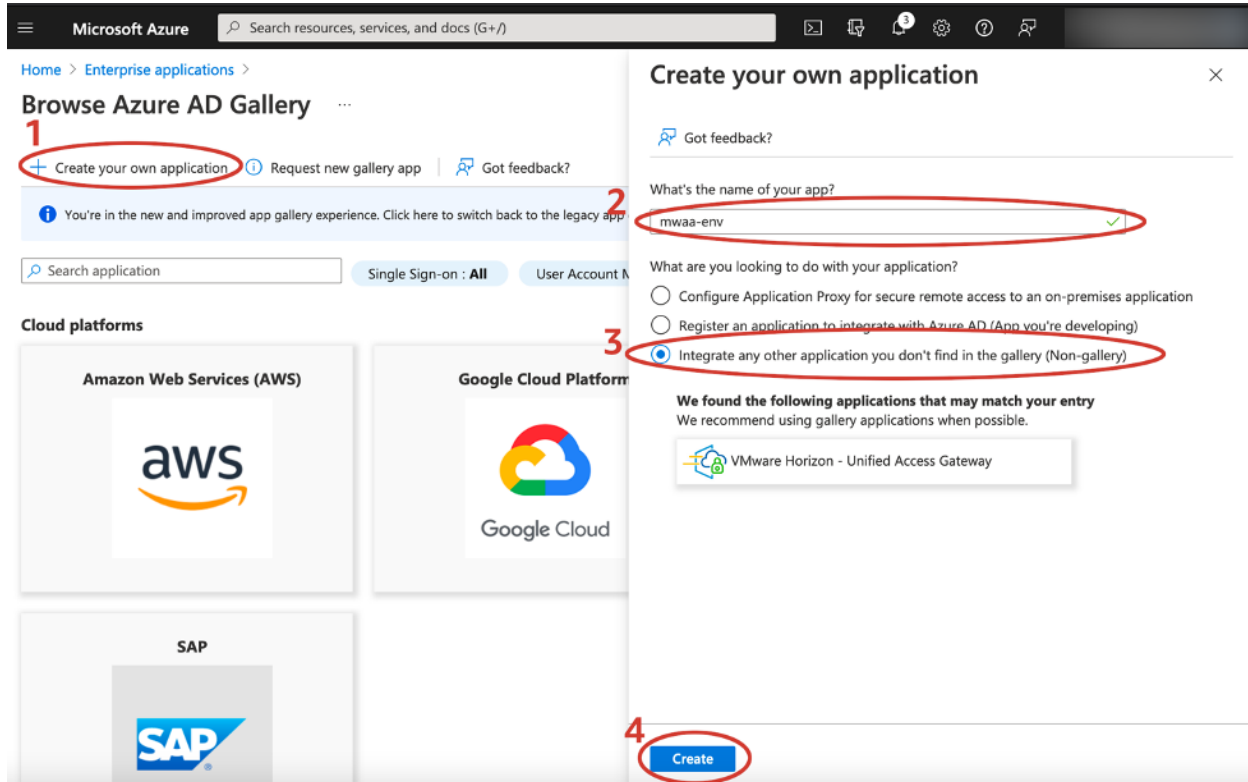 Microsoft Azure
Search resources, services, and docs (G+/)
3
Home > Enterprise applications >
Browse Azure AD Gallery ...
1
+ Create your own application
Request new gallery app
Got feedback?
You're in the new and improved app gallery experience. Click here to switch back to the legacy app
Search application
Single Sign-on : All
User Account M
Cloud platforms
Amazon Web Services (AWS)
aws
Google Cloud Platform
Google Cloud
SAP
SAP
Create your own application
Got feedback?
What's the name of your app?
2
mwaa-env
What are you looking to do with your application?
Configure Application Proxy for secure remote access to an on-premises application
Register an application to integrate with Azure AD (App you're developing)
3
Integrate any other application you don't find in the gallery (Non-gallery)
We found the following applications that may match your entry
We recommend using gallery applications when possible.
VMware Horizon - Unified Access Gateway
4
Create